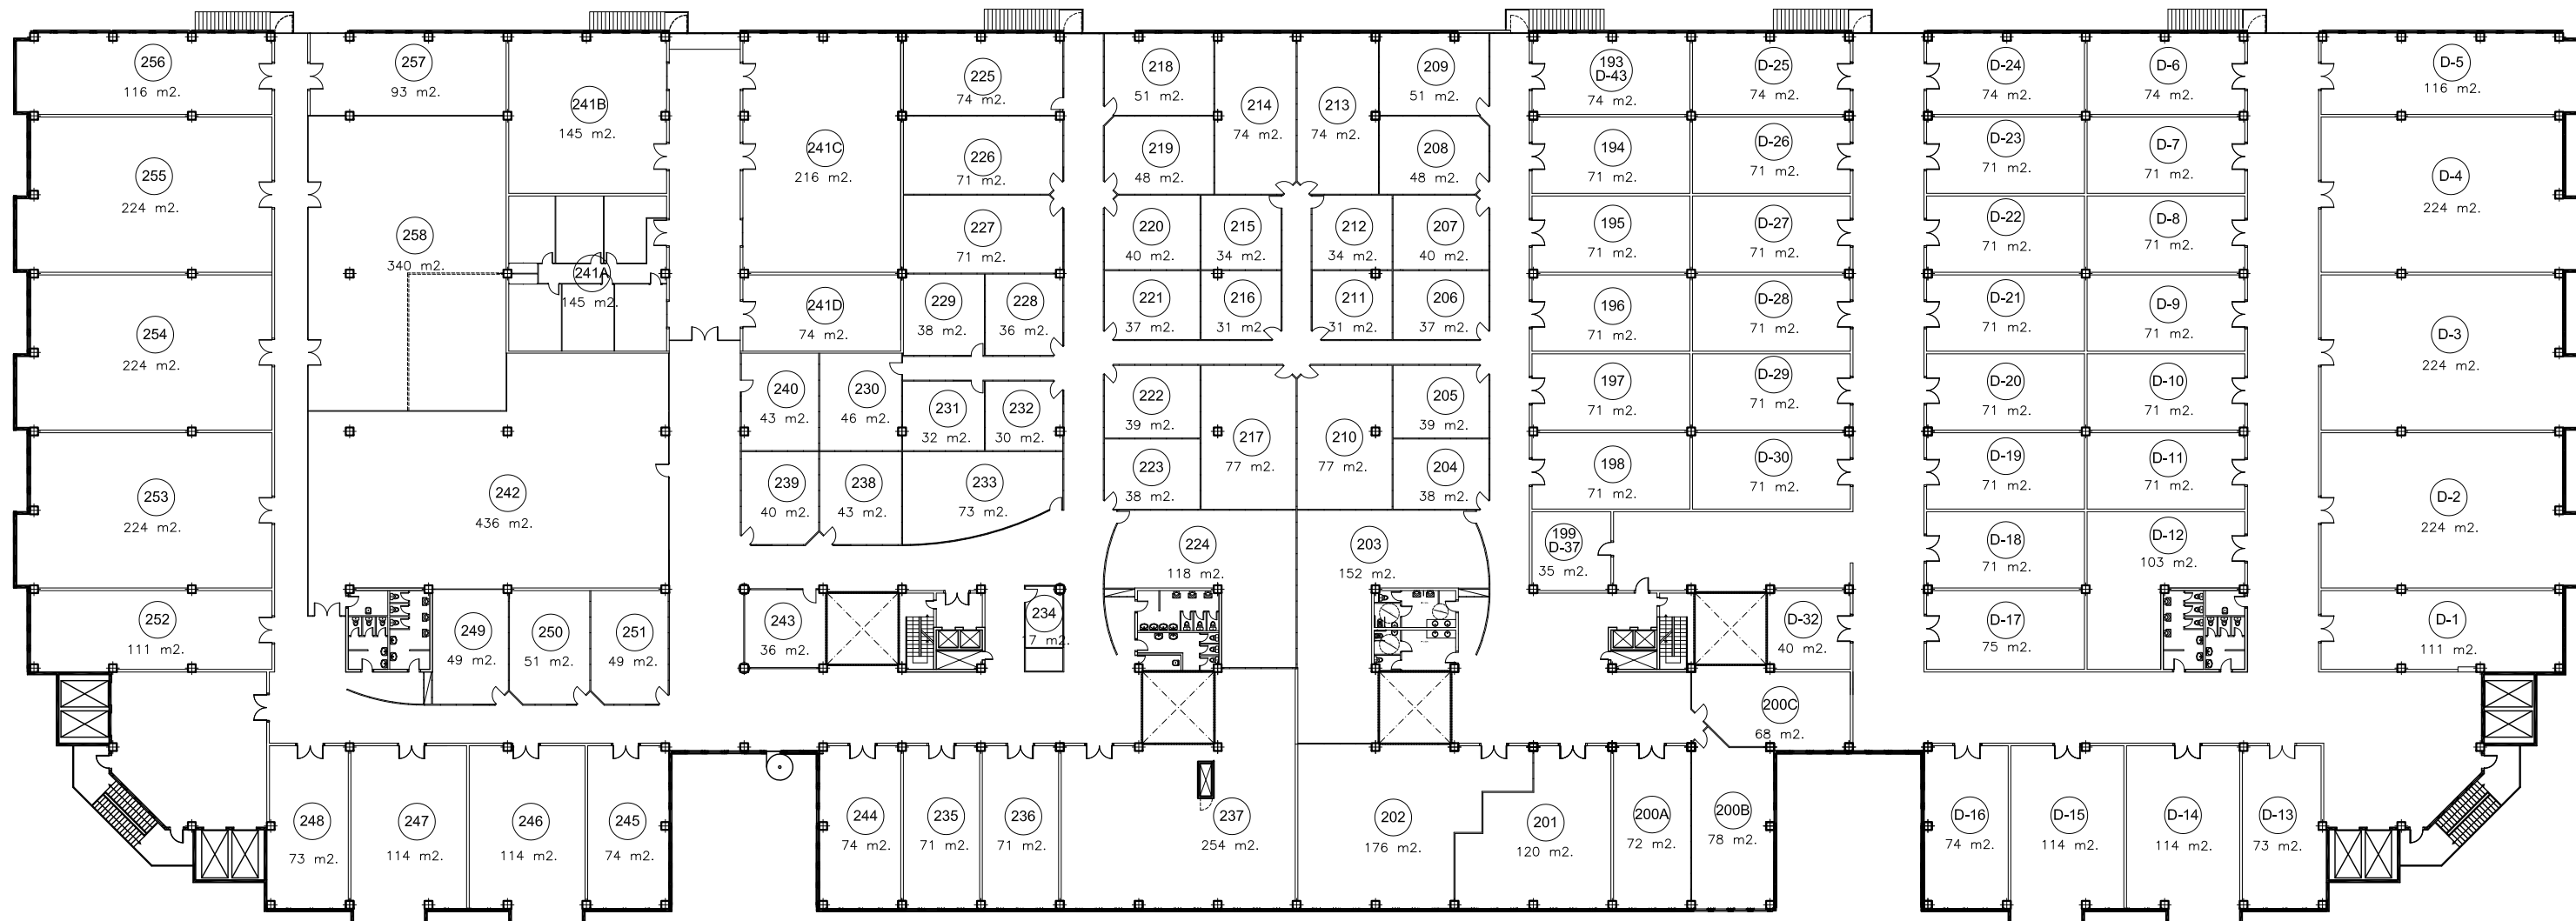 256
116 m2.
255
224 m2.
254
224 m2.
253
224 m2.
252
111 m2.
257
93 m2.
258
340 m2.
241B
145 m2.
241A
145 m2.
242
436 m2.
249
49 m2.
250
51 m2.
251
49 m2.
248
73 m2.
247
114 m2.
246
114 m2.
245
74 m2.
241C
216 m2.
241D
74 m2.
225
74 m2.
226
71 m2.
227
71 m2.
229
38 m2.
228
36 m2.
240
43 m2.
230
46 m2.
231
32 m2.
232
30 m2.
239
40 m2.
238
43 m2.
233
73 m2.
243
36 m2.
234
17 m2.
244
74 m2.
235
71 m2.
236
71 m2.
237
254 m2.
218
51 m2.
219
48 m2.
214
74 m2.
213
74 m2.
209
51 m2.
208
48 m2.
220
40 m2.
215
34 m2.
212
34 m2.
207
40 m2.
221
37 m2.
216
31 m2.
211
31 m2.
206
37 m2.
222
39 m2.
217
77 m2.
210
77 m2.
205
39 m2.
223
38 m2.
204
38 m2.
224
118 m2.
203
152 m2.
202
176 m2.
201
120 m2.
200A
72 m2.
200B
78 m2.
200C
68 m2.
193
D-43
74 m2.
194
71 m2.
195
71 m2.
196
71 m2.
197
71 m2.
198
71 m2.
199
D-37
35 m2.
D-25
74 m2.
D-26
71 m2.
D-27
71 m2.
D-28
71 m2.
D-29
71 m2.
D-30
71 m2.
D-32
40 m2.
D-24
74 m2.
D-23
71 m2.
D-22
71 m2.
D-21
71 m2.
D-20
71 m2.
D-19
71 m2.
D-18
71 m2.
D-17
75 m2.
D-6
74 m2.
D-7
71 m2.
D-8
71 m2.
D-9
71 m2.
D-10
71 m2.
D-11
71 m2.
D-12
103 m2.
D-5
116 m2.
D-4
224 m2.
D-3
224 m2.
D-2
224 m2.
D-1
111 m2.
D-16
74 m2.
D-15
114 m2.
D-14
114 m2.
D-13
73 m2.